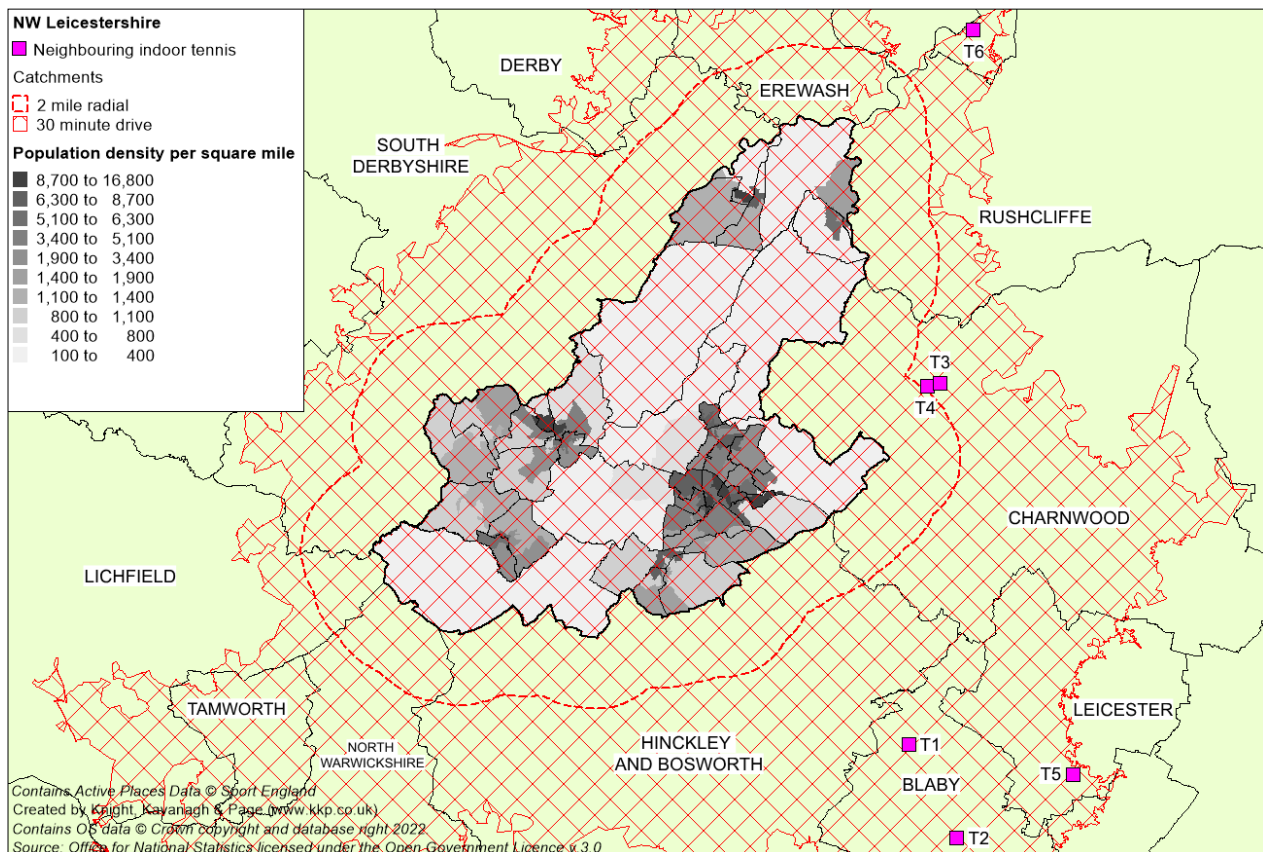 NW Leicestershire
Neighbouring indoor tennis
Catchments
2 mile radial
30 minute drive
Population density per square mile
8,700 to 16,800
6,300 to 8,700
5,100 to 6,300
3,400 to 5,100
1,900 to 3,400
1,400 to 1,900
1,100 to 1,400
800 to 1,100
400 to 800
100 to 400
T6
DERBY
EREWASH
SOUTH
DERBYSHIRE
RUSHCLIFFE
T3
T4
CHARNWOOD
LICHFIELD
TAMWORTH
LEICESTER
NORTH
WARWICKSHIRE
HINCKLEY
AND BOSWORTH
T1
T5
BLABY
T2
Contains Active Places Data © Sport England
Created by Knight, Kavanagh & Page (www.kkp.co.uk)
Contains OS data © Crown copyright and database right 2022
Source: Office for National Statistics licensed under the Open Government Licence v.3.0